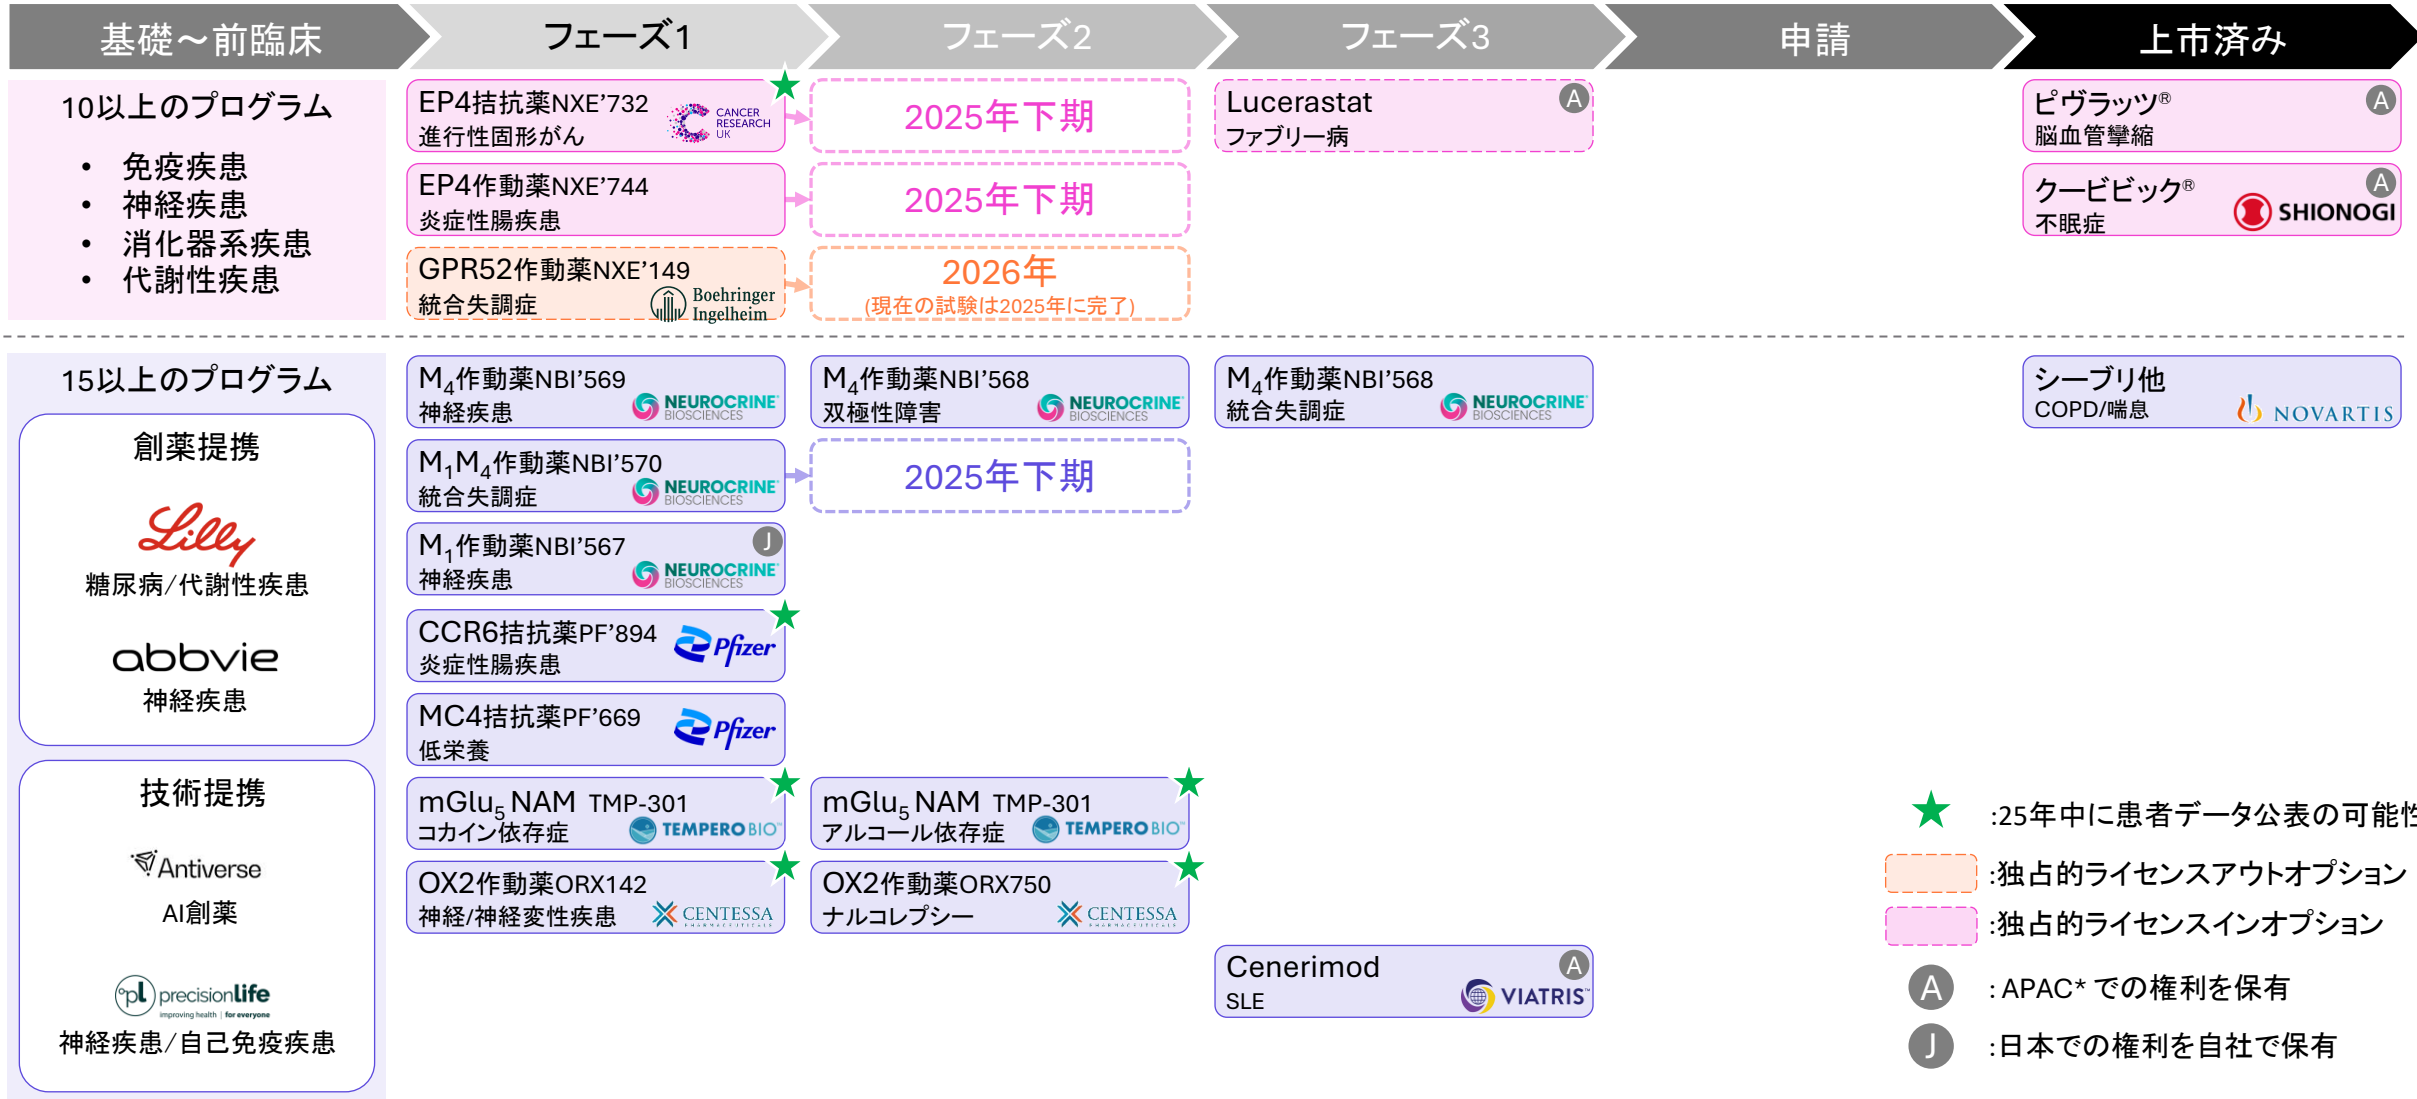 基礎～前臨床
フェーズ1
フェーズ2
フェーズ3
申請
上市済み
10以上のプログラム
• 免疫疾患
• 神経疾患
• 消化器系疾患
• 代謝性疾患
EP4拮抗薬NXE’732
進行性固形がん
CANCER
RESEARCH
UK
2025年下期
Lucerastat
A
ファブリー病
ピヴラッツ®
A
脳血管攣縮
EP4作動薬NXE’744
炎症性腸疾患
2025年下期
クービビック®
A
不眠症
SHIONOGI
GPR52作動薬NXE’149
統合失調症
Boehringer
Ingelheim
2026年
(現在の試験は2025年に完了)
15以上のプログラム
創薬提携
Lilly
糖尿病/代謝性疾患
abbvie
神経疾患
技術提携
Antiverse
AI創薬
°pl precisionlife
improving health | for everyone
神経疾患/自己免疫疾患
M₄作動薬NBI’569
神経疾患
NEUROCRINE
BIOSCIENCES
M₄作動薬NBI’568
双極性障害
NEUROCRINE
BIOSCIENCES
M₄作動薬NBI’568
統合失調症
NEUROCRINE
BIOSCIENCES
シーブリ他
COPD/喘息
NOVARTIS
M₁M₄作動薬NBI’570
統合失調症
NEUROCRINE
BIOSCIENCES
2025年下期
M₁作動薬NBI’567
J
神経疾患
NEUROCRINE
BIOSCIENCES
CCR6拮抗薬PF’894
炎症性腸疾患
Pfizer
MC4拮抗薬PF’669
低栄養
Pfizer
mGlu₅ NAM TMP-301
コカイン依存症
TEMPERO BIO™
mGlu₅ NAM TMP-301
アルコール依存症
TEMPERO BIO™
OX2作動薬ORX142
神経/神経変性疾患
CENTESSA
PHARMACEUTICALS
OX2作動薬ORX750
ナルコレプシー
CENTESSA
PHARMACEUTICALS
Cenerimod
A
SLE
VIATRIS™
:25年中に患者データ公表の可能性
:独占的ライセンスアウトオプション
:独占的ライセンスインオプション
A : APAC* での権利を保有
J :日本での権利を自社で保有